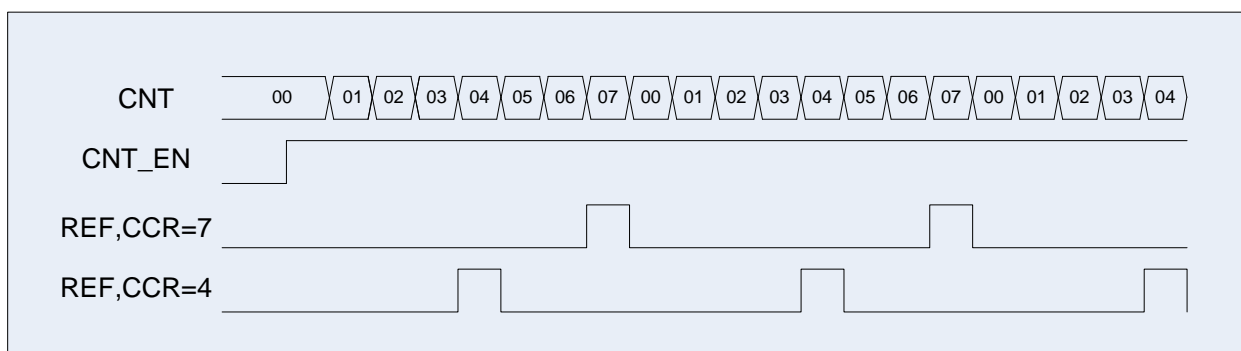 CNT 00 01 02 03 04 05 06 07 00 01 02 03 04 05 06 07 00 01 02 03 04
CNT_EN
REF,CCR=7
REF,CCR=4